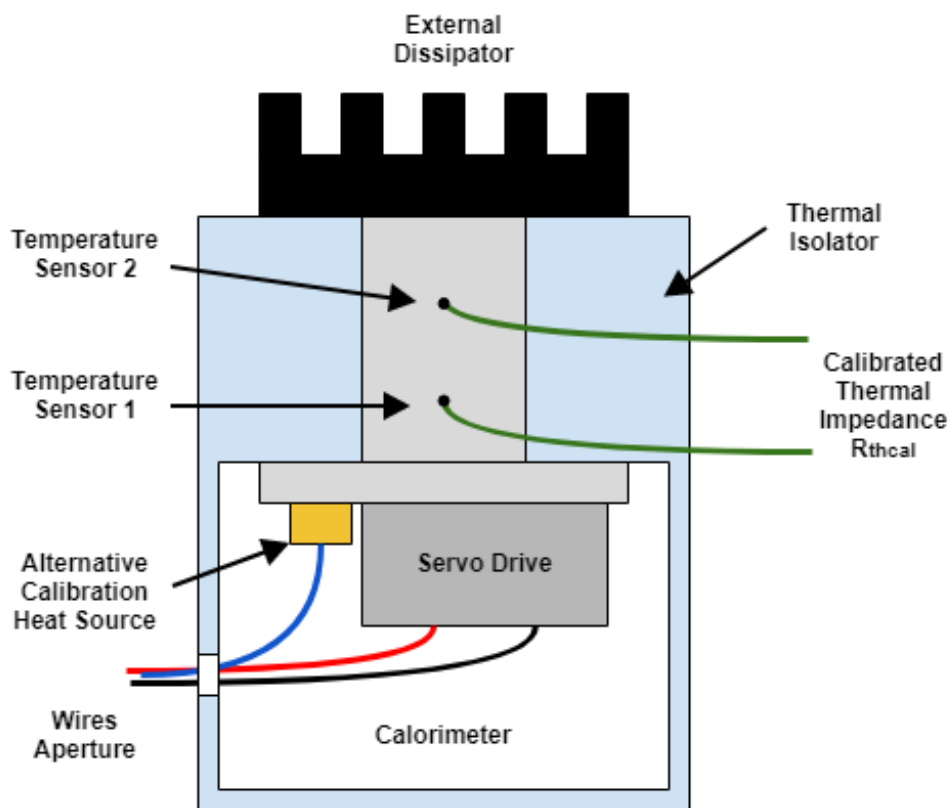 External
Dissipator
Temperature
Sensor 2
Thermal
Isolator
Temperature
Sensor 1
Calibrated
Thermal
Impedance
Rthcal
Alternative
Calibration
Heat Source
Servo Drive
Wires
Aperture
Calorimeter